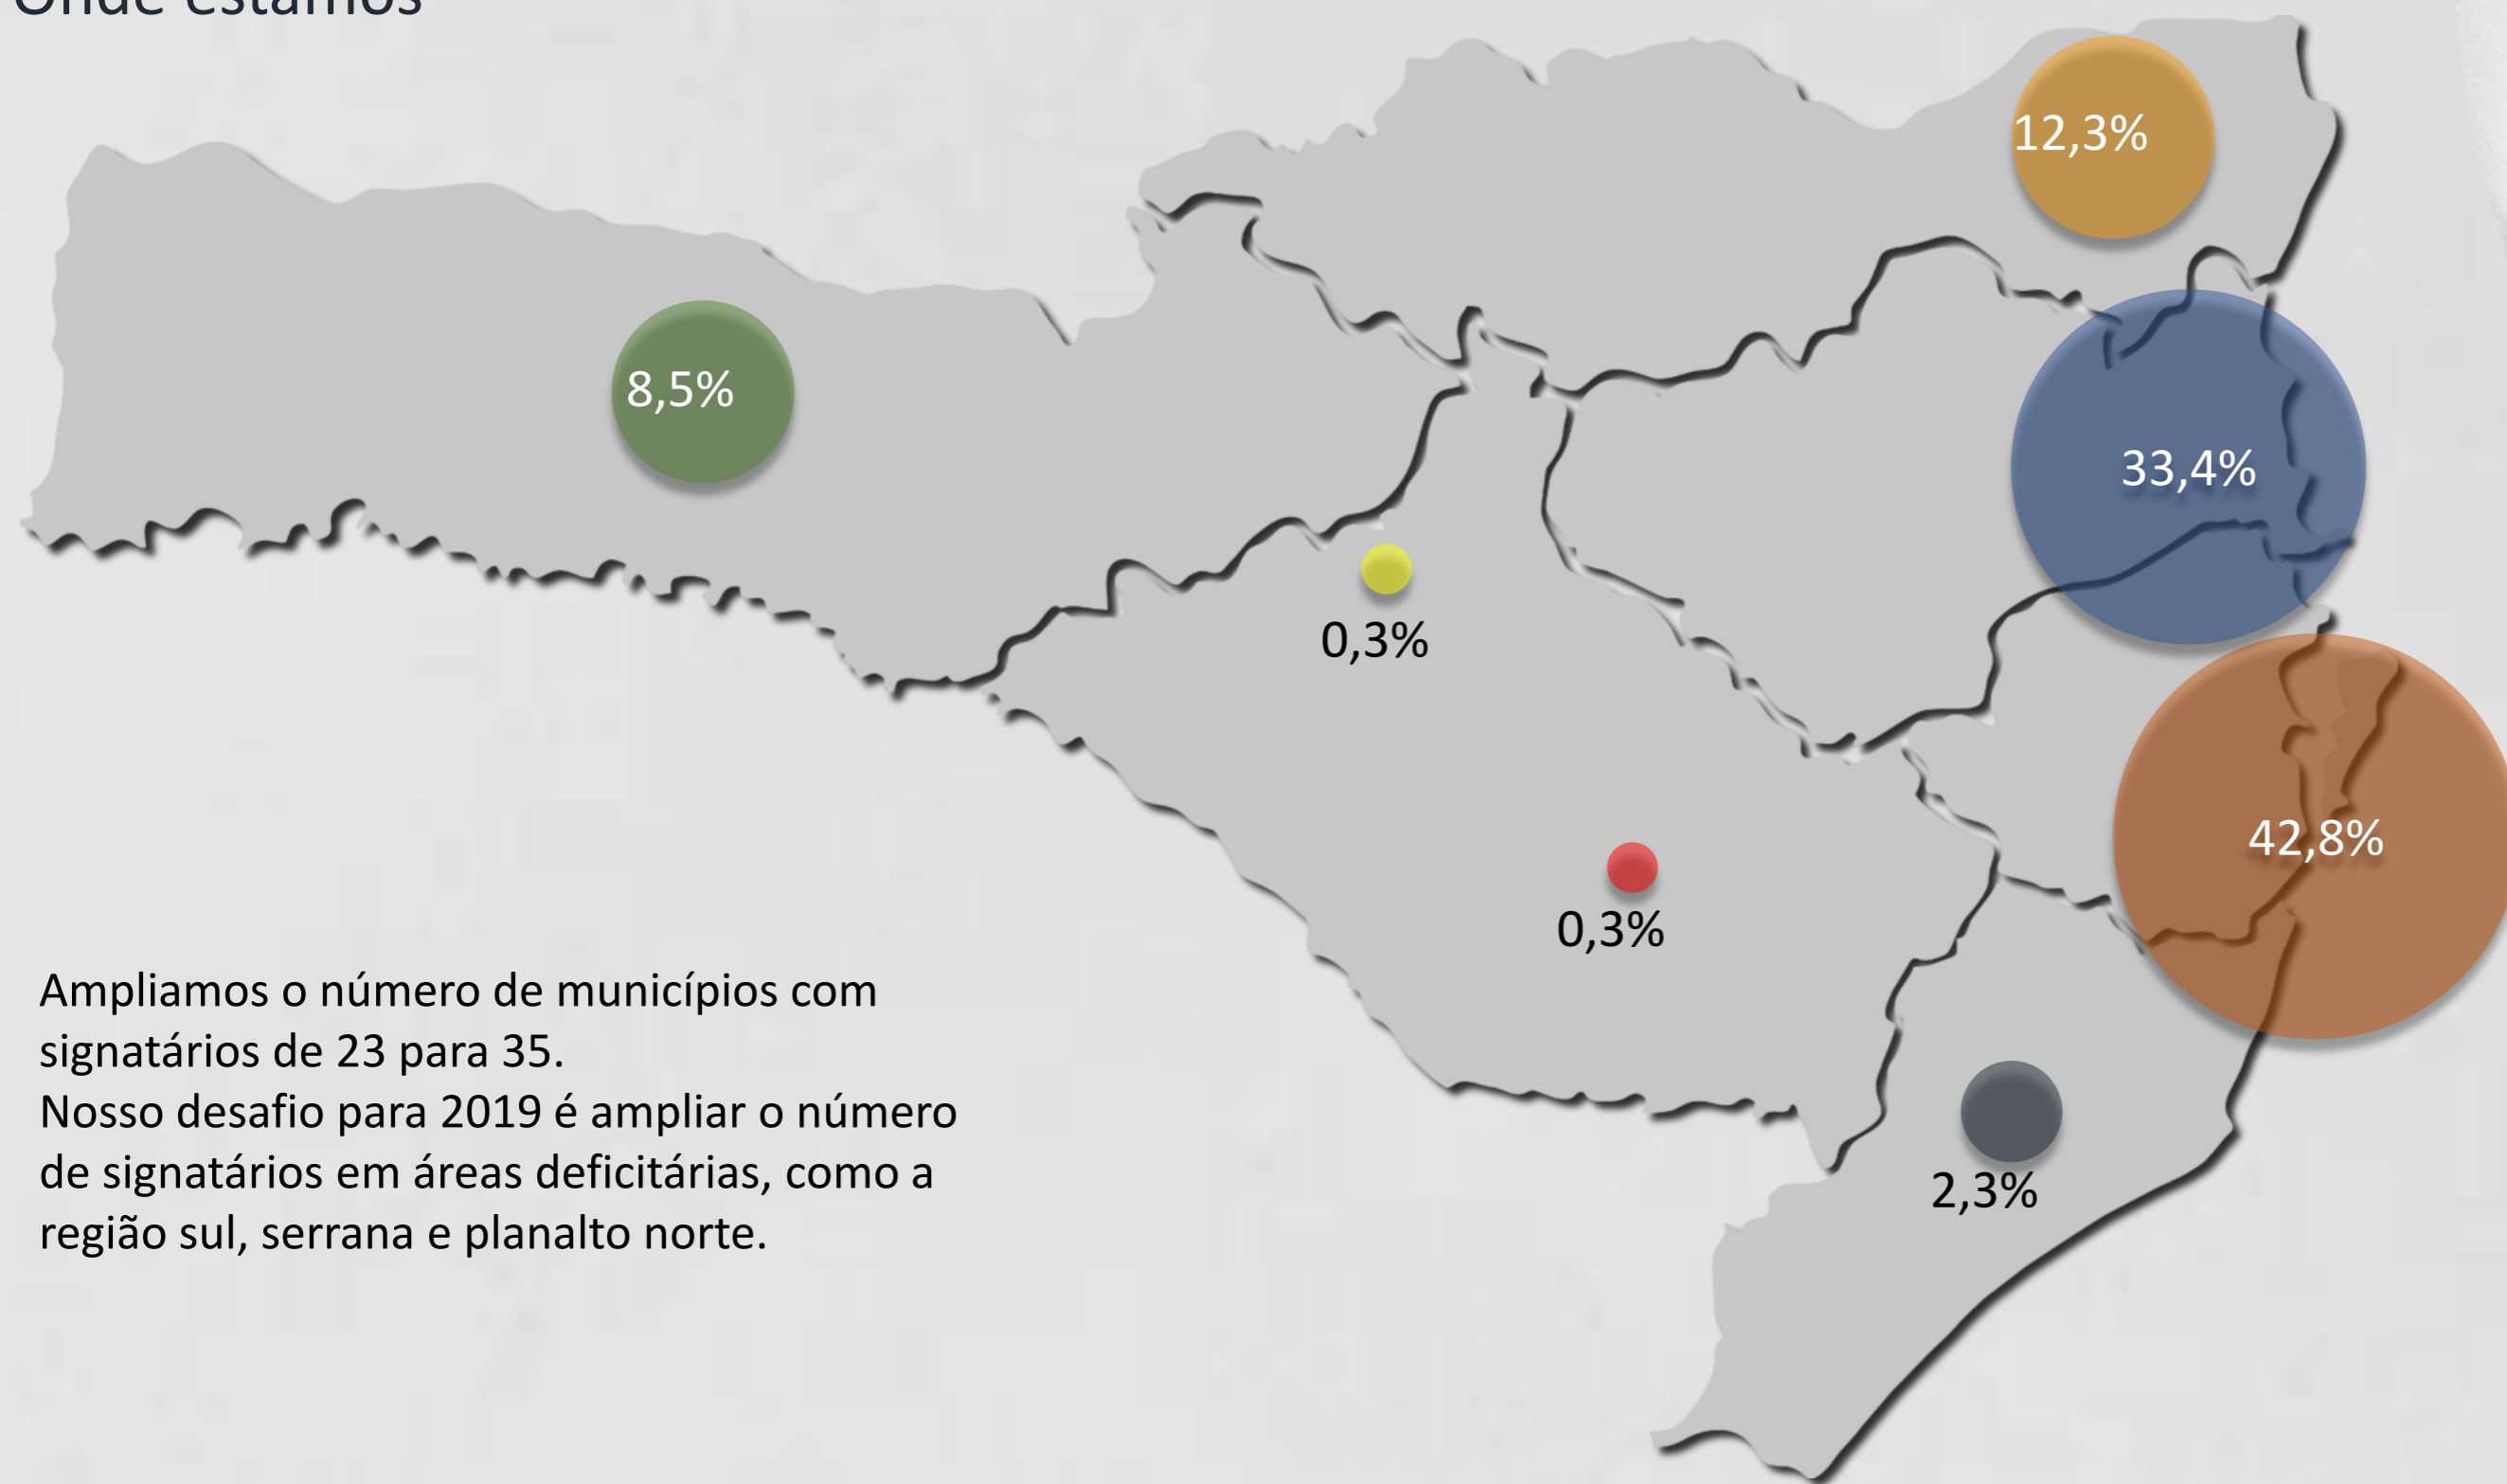 Onde estamos
12,3%
8,5%
33,4%
0,3%
42,8%
0,3%
Ampliamos o número de municípios com
signatários de 23 para 35.
Nosso desafio para 2019 é ampliar o número
de signatários em áreas deficitárias, como a
região sul, serrana e planalto norte.
2,3%